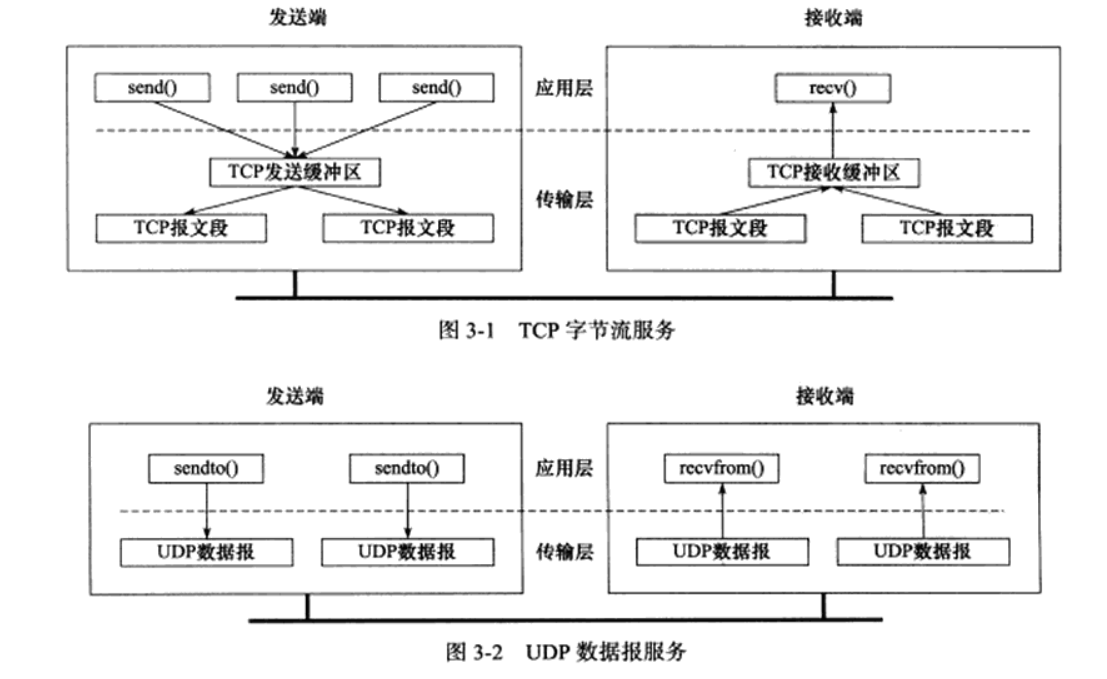 发送端 接收端
send() send() send() 应用层 recv()
TCP发送缓冲区 TCP接收缓冲区
传输层
TCP报文段 TCP报文段 TCP报文段 TCP报文段
图 3-1 TCP 字节流服务
发送端 接收端
sendto() sendto() 应用层 recvfrom() recvfrom()
UDP数据报 UDP数据报 传输层 UDP数据报 UDP数据报
图 3-2 UDP 数据报服务